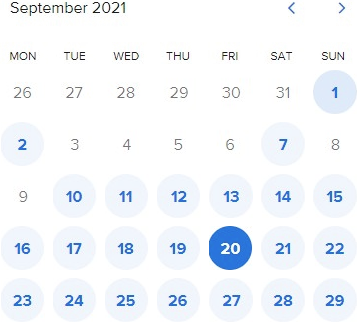 September 2021
MON TUE WED THU FRI SAT SUN
26 27 28 29 30 31 1
2 3 4 5 6 7 8
9 10 11 12 13 14 15
16 17 18 19 20 21 22
23 24 25 26 27 28 29